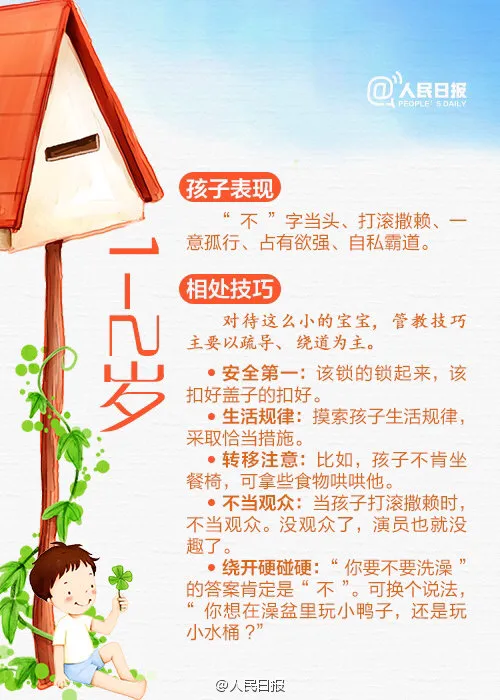 @人民日报
PEOPLE'S DAILY
1-2岁
孩子表现
“不”字当头、打滚撒赖、一
意孤行、占有欲强、自私霸道。
相处技巧
对待这么小的宝宝，管教技巧
主要以疏导、绕道为主。
•安全第一：该锁的锁起来，该
扣好盖子的扣好。
•生活规律：摸索孩子生活规律，
采取恰当措施。
•转移注意：比如，孩子不肯坐
餐椅，可拿些食物哄哄他。
•不当观众：当孩子打滚撒赖时，
不当观众。没观众了，演员也就没
趣了。
•绕开硬碰硬：“你要不要洗澡”
的答案肯定是“不”。可换个说法，
“你想在澡盆里玩小鸭子，还是玩
小水桶？”
@人民日报